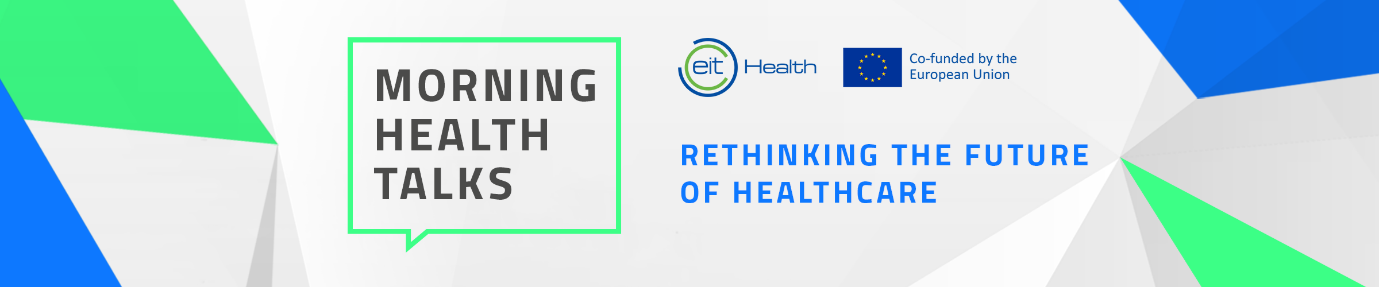 MORNING
HEALTH
TALKS
eit Health
Co-funded by the
European Union
RETHINKING THE FUTURE
OF HEALTHCARE